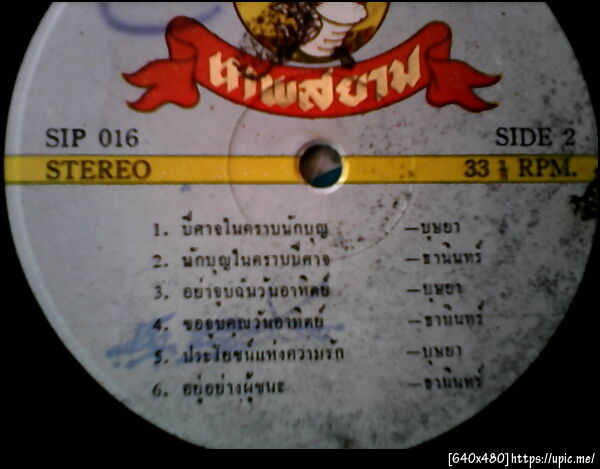 เทพสยาม
SIP 016 SIDE 2
STEREO 33 ⅓ RPM.
1. ปีศาจในคราบนักบุญ —บุษยา
2. นักบุญในคราบปีศาจ —ธานินทร์
3. อย่าจูบฉันวันอาทิตย์ —บุษยา
4. ขอจูบคุณวันอาทิตย์ —ธานินทร์
5. ประโยชน์แห่งความรัก —บุษยา
6. อยู่อย่างผู้ชนะ —ธานินทร์
[640x480]https://upic.me/